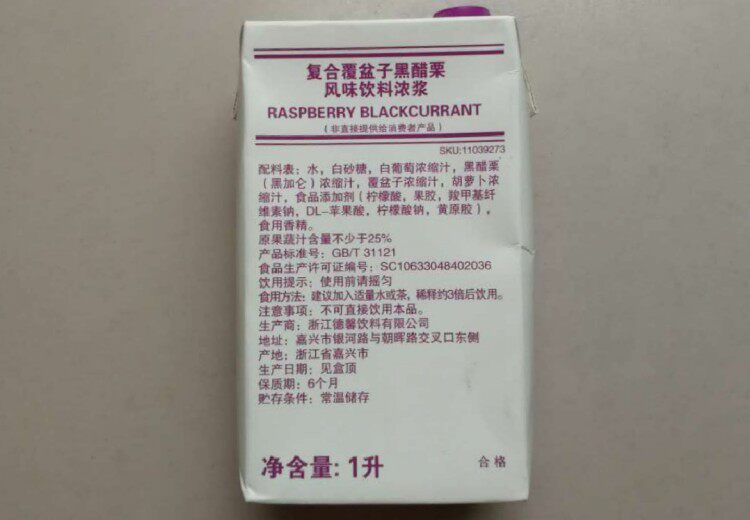 复合覆盆子黑醋栗
风味饮料浓浆
RASPBERRY BLACKCURRANT
（非直接提供给消费者产品）
SKU:11039273
配料表：水，白砂糖，白葡萄浓缩汁，黑醋栗
（黑加仑）浓缩汁，覆盆子浓缩汁，胡萝卜浓
缩汁，食品添加剂（柠檬酸，果胶，羧甲基纤
维素钠，DL-苹果酸，柠檬酸钠，黄原胶），
食用香精。
原果蔬汁含量不少于25%
产品标准号：GB/T 31121
食品生产许可证编号：SC10633048402036
饮用提示：使用前请摇匀
食用方法：建议加入适量水或茶，稀释约3倍后饮用。
注意事项：不可直接饮用本品。
生产商：浙江德馨饮料有限公司
地址：嘉兴市银河路与朝晖路交叉口东侧
产地：浙江省嘉兴市
生产日期：见盒顶
保质期：6个月
贮存条件：常温储存
净含量：1升
合格